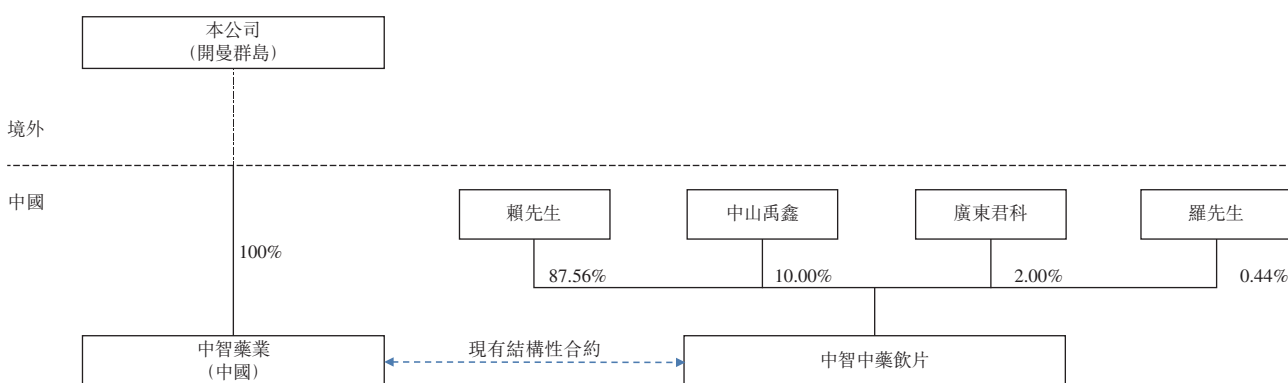 本公司
(開曼群島)
境外
中國
賴先生
中山禹鑫
廣東君科
羅先生
100%
87.56%
10.00%
2.00%
0.44%
中智藥業
(中國)
現有結構性合約
中智中藥飲片